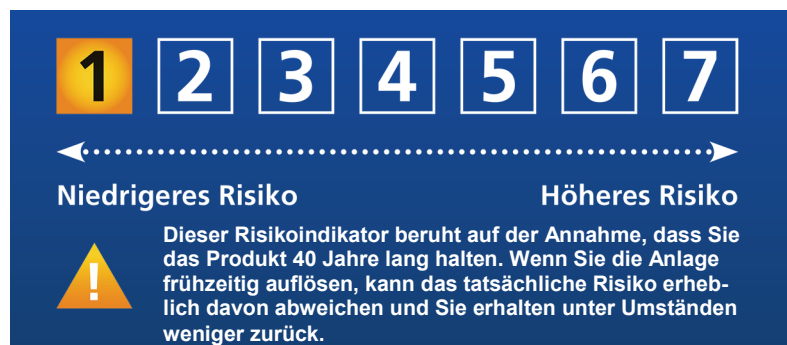 1 2 3 4 5 6 7
Niedrigeres Risiko Höheres Risiko
!
Dieser Risikoindikator beruht auf der Annahme, dass Sie
das Produkt 40 Jahre lang halten. Wenn Sie die Anlage
frühzeitig auflösen, kann das tatsächliche Risiko erheb-
lich davon abweichen und Sie erhalten unter Umständen
weniger zurück.